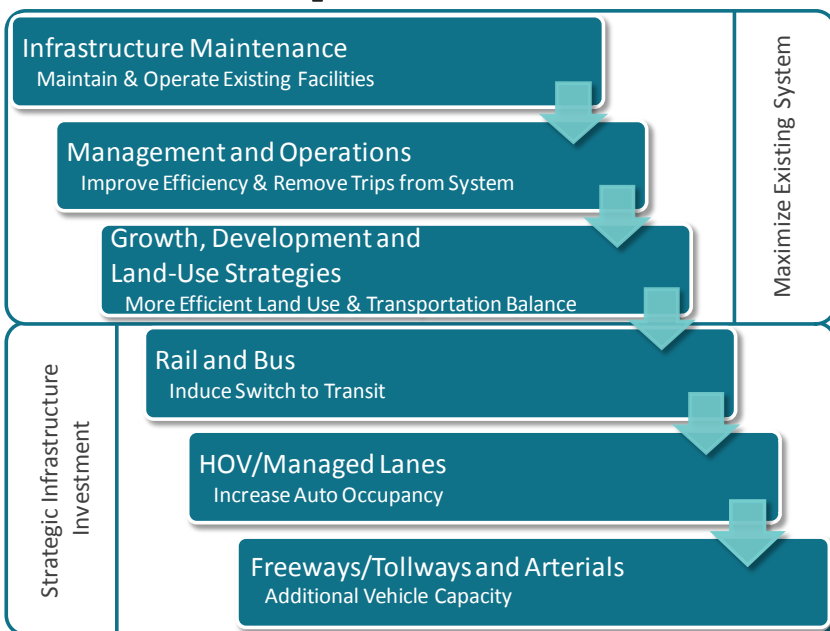 Infrastructure Maintenance
Maintain & Operate Existing Facilities
Management and Operations
Improve Efficiency & Remove Trips from System
Growth, Development and
Land-Use Strategies
More Efficient Land Use & Transportation Balance
Maximize Existing System
Rail and Bus
Induce Switch to Transit
HOV/Managed Lanes
Increase Auto Occupancy
Freeways/Tollways and Arterials
Additional Vehicle Capacity
Strategic Infrastructure
Investment